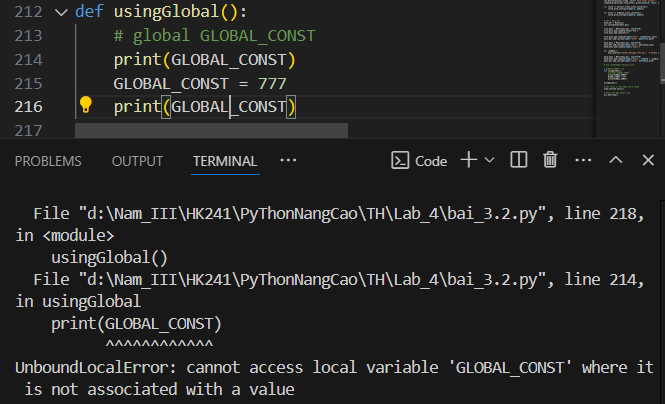 212 def usingGlobal():
213 # global GLOBAL_CONST
214 print(GLOBAL_CONST)
215 GLOBAL_CONST = 777
216 print(GLOBAL_CONST)
217
PROBLEMS OUTPUT TERMINAL ··· Code
File "d:\Nam_III\HK241\PyThonNangCao\TH\Lab_4\bai_3.2.py", line 218,
in <module>
usingGlobal()
File "d:\Nam_III\HK241\PyThonNangCao\TH\Lab_4\bai_3.2.py", line 214,
in usingGlobal
print(GLOBAL_CONST)
^^^^^^^^^^^^
UnboundLocalError: cannot access local variable 'GLOBAL_CONST' where it
is not associated with a value